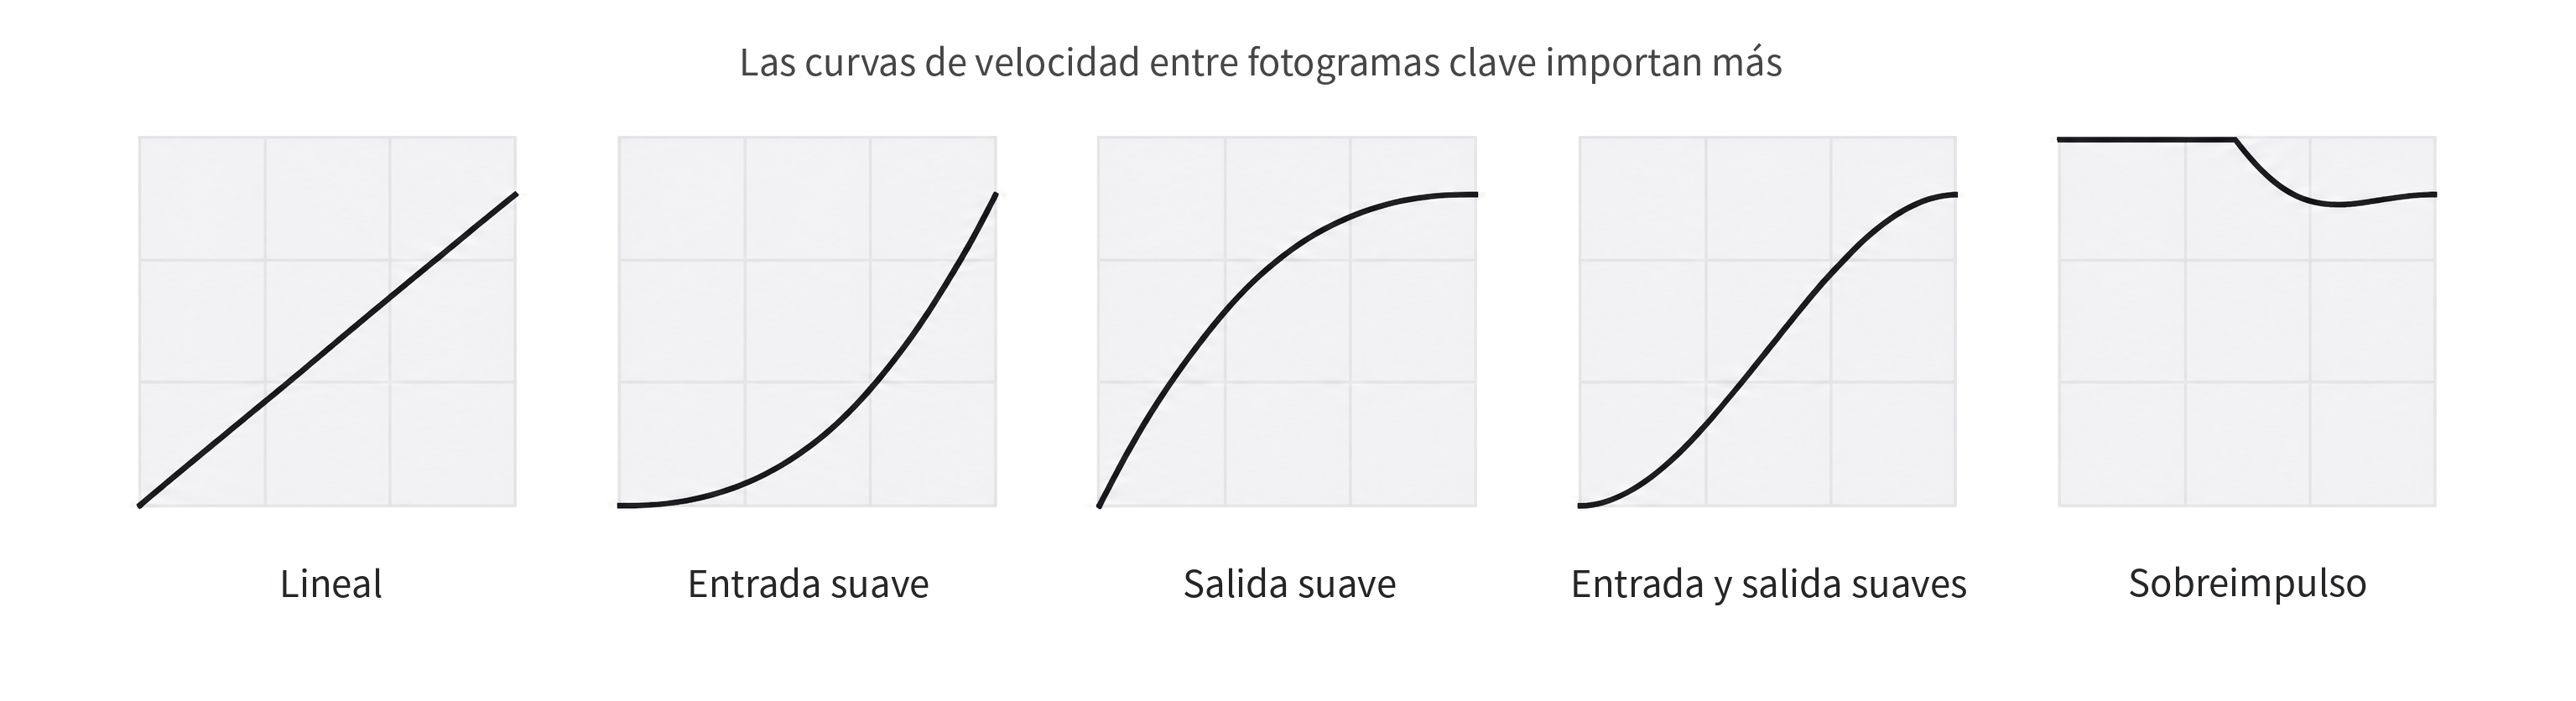 Las curvas de velocidad entre fotogramas clave importan más
Lineal
Entrada suave
Salida suave
Entrada y salida suaves
Sobreimpulso